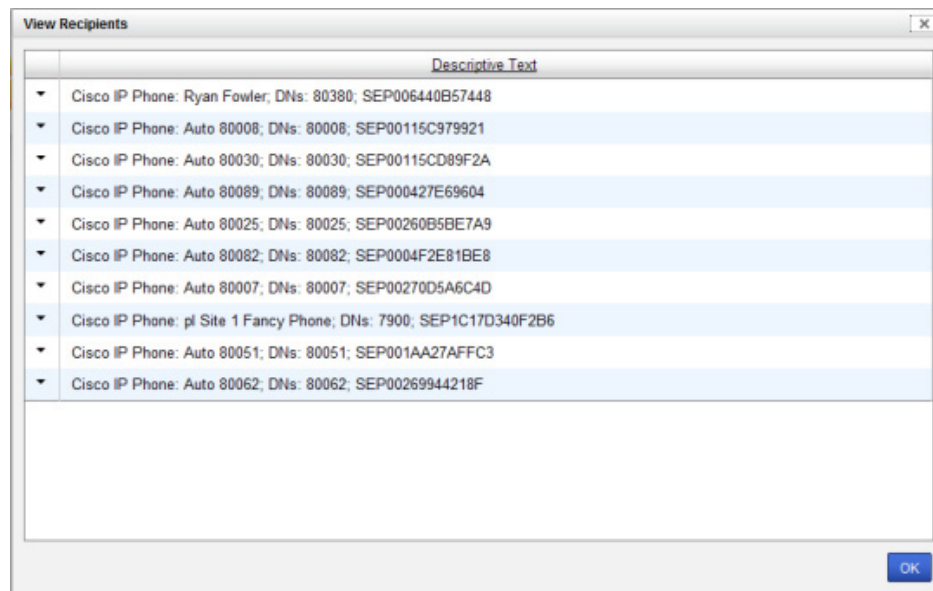 View Recipients
Descriptive Text
Cisco IP Phone: Ryan Fowler; DNs: 80380; SEP006440B57448
Cisco IP Phone: Auto 80008; DNs: 80008; SEP00115C979921
Cisco IP Phone: Auto 80030; DNs: 80030; SEP00115CD89F2A
Cisco IP Phone: Auto 80089; DNs: 80089; SEP000427E69604
Cisco IP Phone: Auto 80025; DNs: 80025; SEP00260B5BE7A9
Cisco IP Phone: Auto 80082; DNs: 80082; SEP0004F2E81BE8
Cisco IP Phone: Auto 80007; DNs: 80007; SEP00270D5A6C4D
Cisco IP Phone: pl Site 1 Fancy Phone; DNs: 7900; SEP1C17D340F2B6
Cisco IP Phone: Auto 80051; DNs: 80051; SEP001AA27AFFC3
Cisco IP Phone: Auto 80062; DNs: 80062; SEP00269944218F
OK